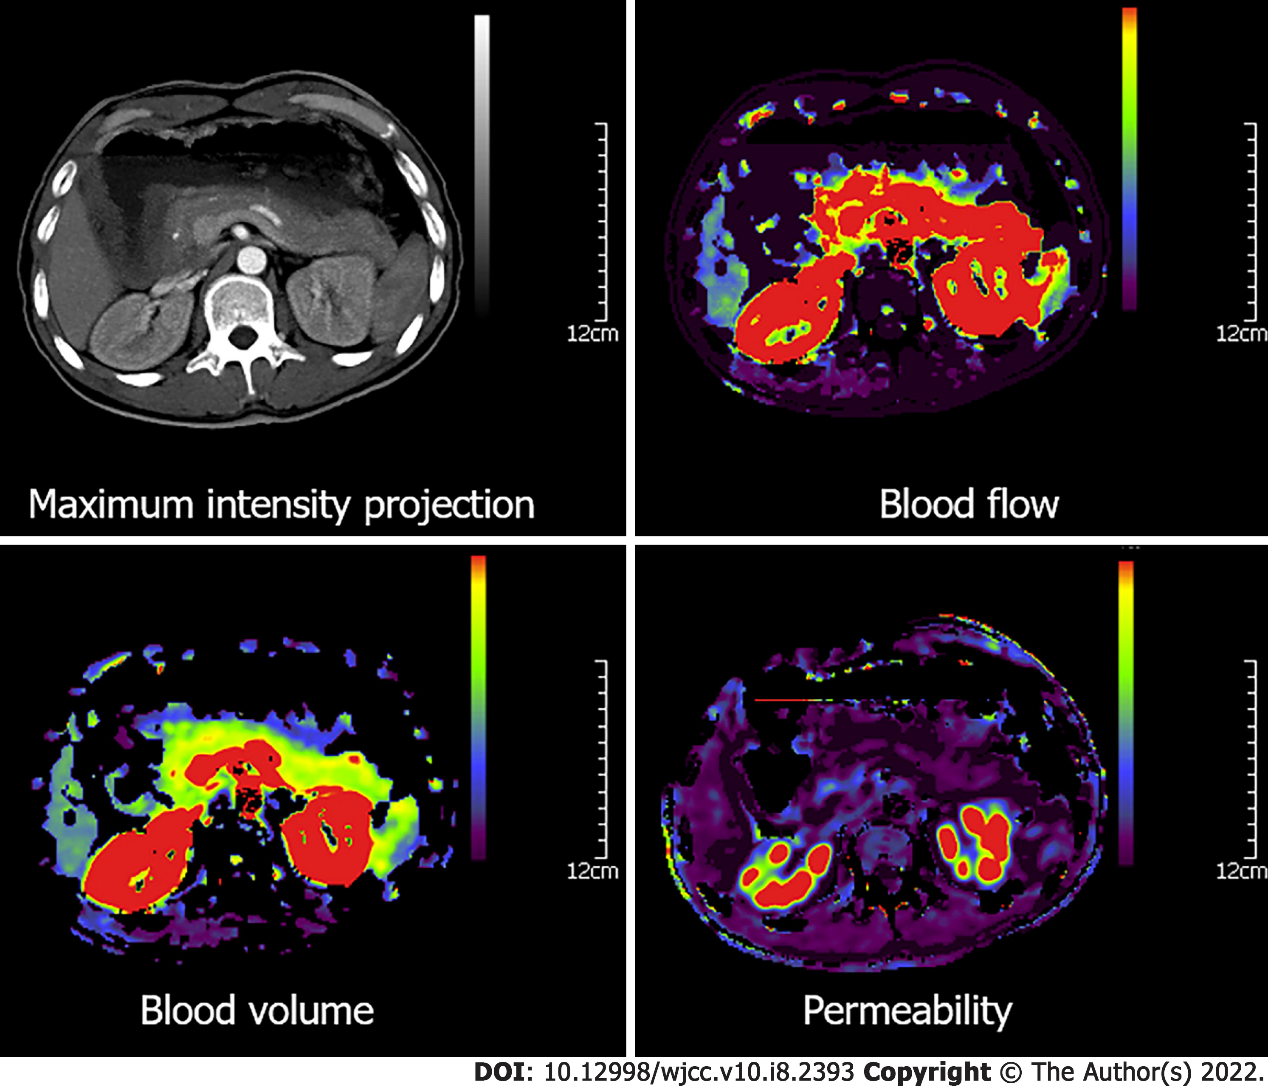 12cm
Maximum intensity projection
12cm
Blood flow
12cm
Blood volume
12cm
Permeability
DOI: 10.12998/wjcc.v10.i8.2393 Copyright © The Author(s) 2022.